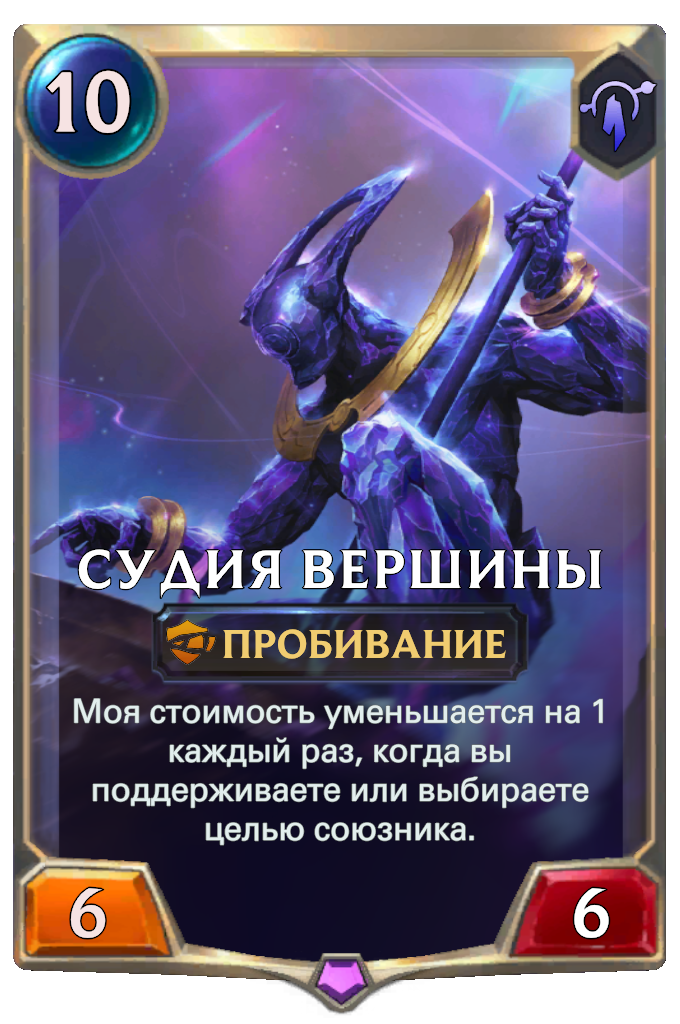 10
СУДИЯ ВЕРШИНЫ
ПРОБИВАНИЕ
Моя стоимость уменьшается на 1
каждый раз, когда вы
поддерживаете или выбираете
целью союзника.
6
6